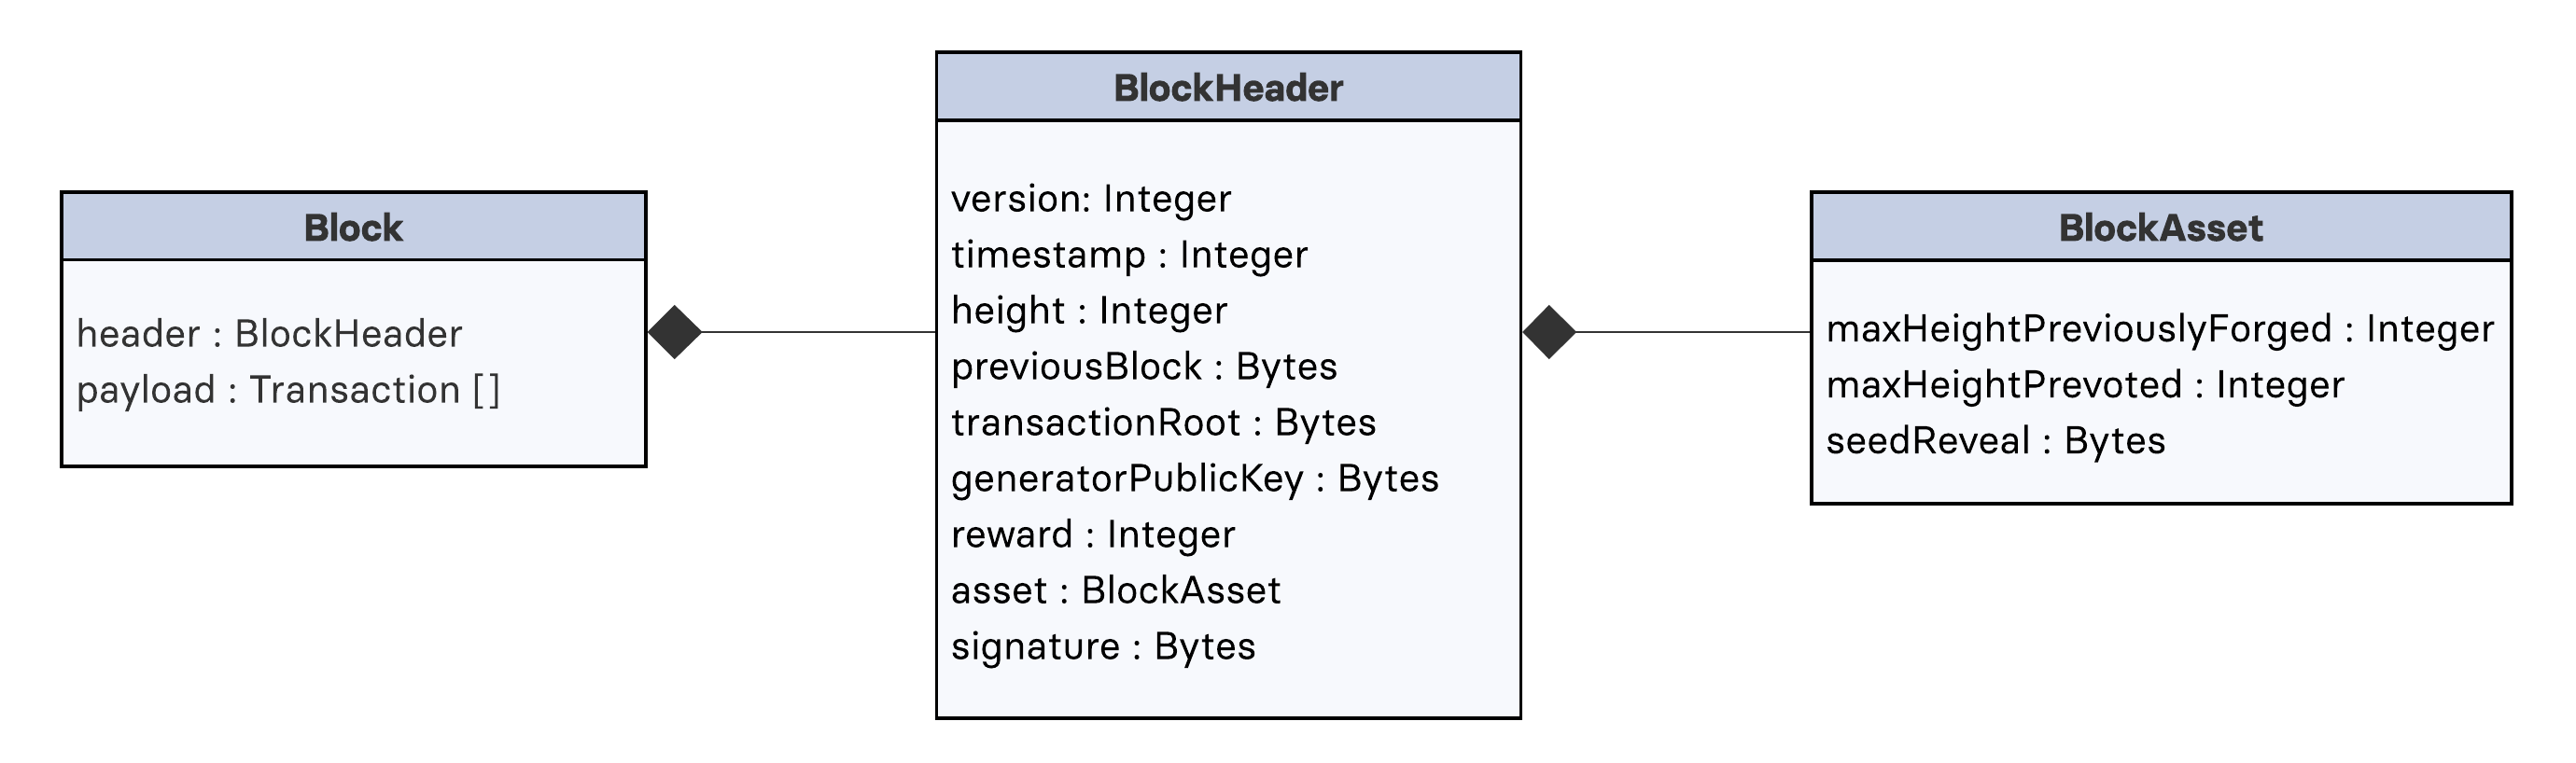 Block
header : BlockHeader
payload : Transaction []
BlockHeader
version: Integer
timestamp : Integer
height : Integer
previousBlock : Bytes
transactionRoot : Bytes
generatorPublicKey : Bytes
reward : Integer
asset : BlockAsset
signature : Bytes
BlockAsset
maxHeightPreviouslyForged : Integer
maxHeightPrevoted : Integer
seedReveal : Bytes